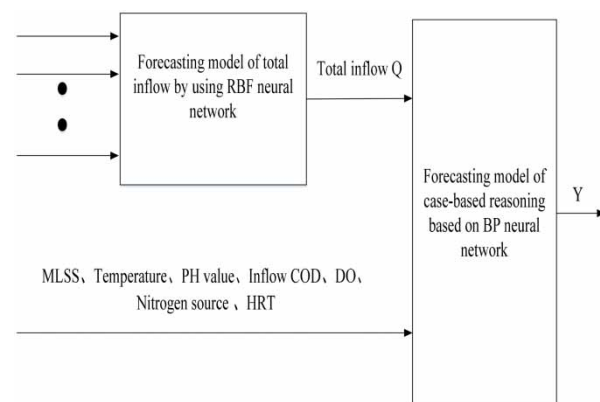 Forecasting model of total
inflow by using RBF neural
network
Total inflow Q
Forecasting model of
case-based reasoning
based on BP neural
network
Y
MLSS、Temperature、PH value、Inflow COD、DO、
Nitrogen source 、HRT